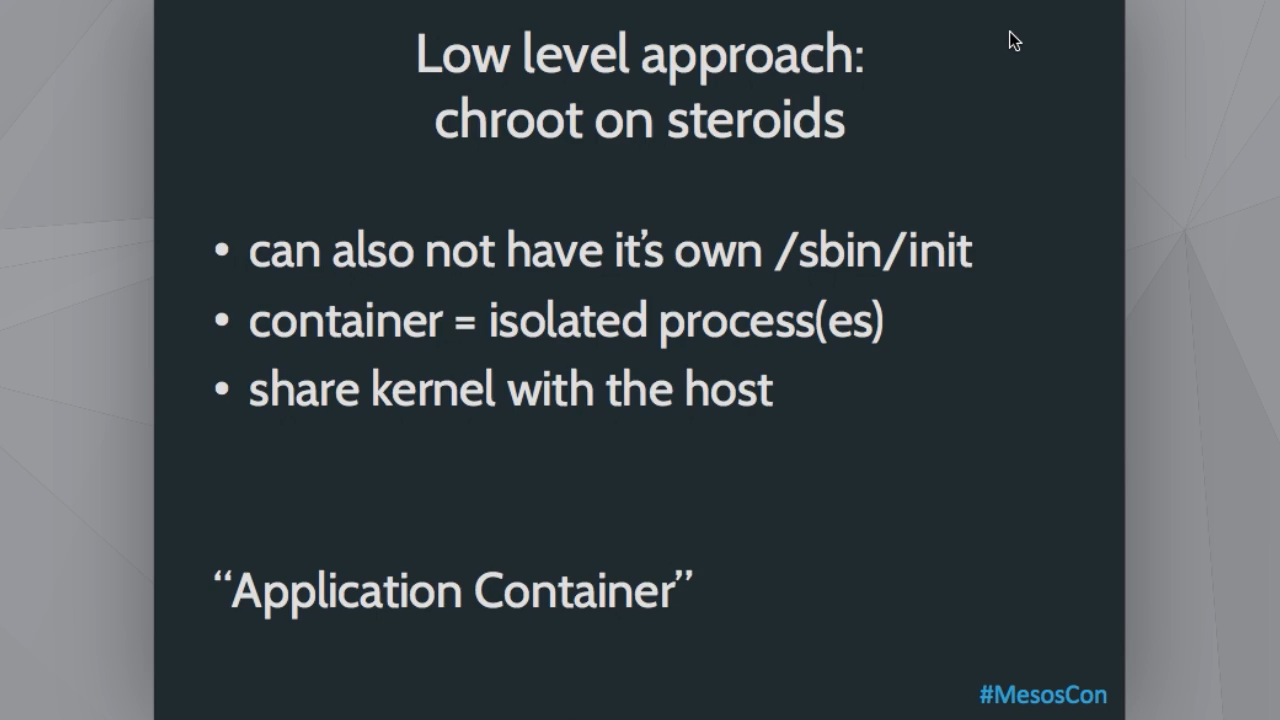 Low level approach:
chroot on steroids
• can also not have it’s own /sbin/init
• container = isolated process(es)
• share kernel with the host
“Application Container”
#MesosCon